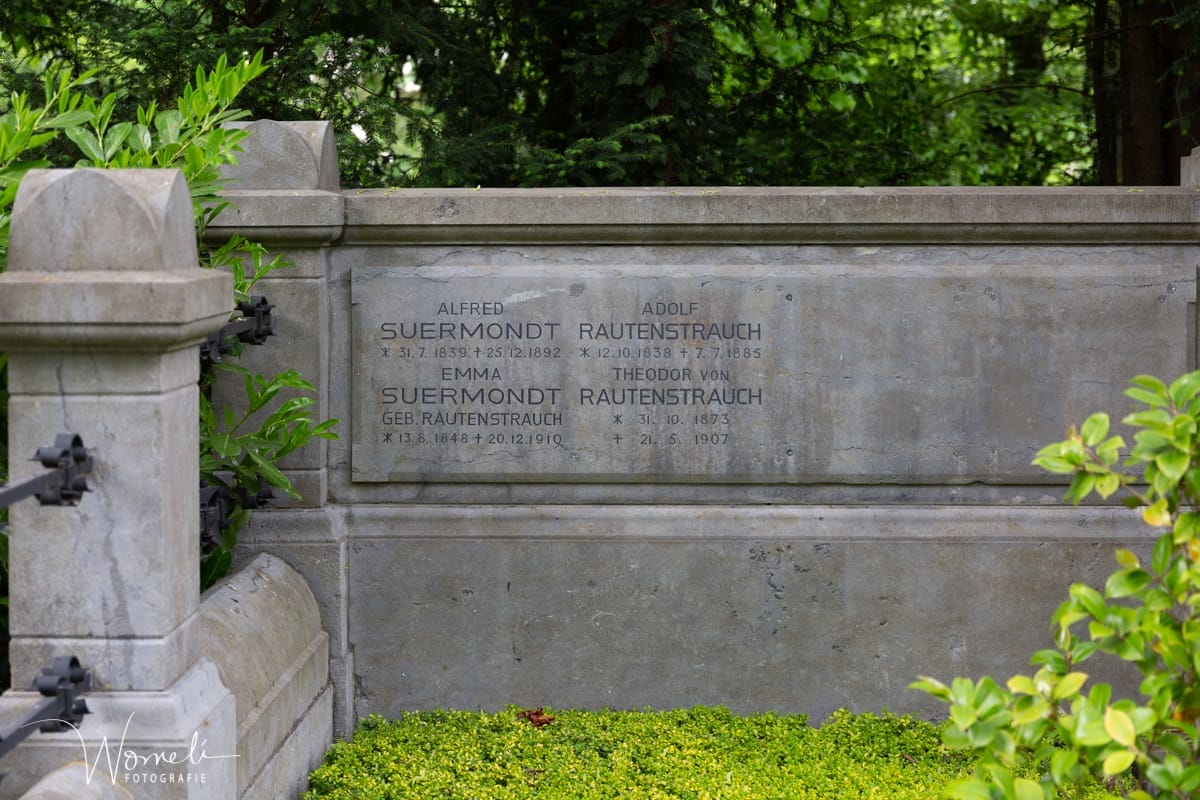 ALFRED
SUERMONDT
* 31.7.1839 † 25.12.1892
EMMA
SUERMONDT
GEB. RAUTENSTRAUCH
* 13.8.1848 † 20.12.1910
ADOLF
RAUTENSTRAUCH
* 12.10.1838 † 7.7.1885
THEODOR VON
RAUTENSTRAUCH
* 31.10.1873
† 21.5.1907
Womeli
FOTOGRAFIE